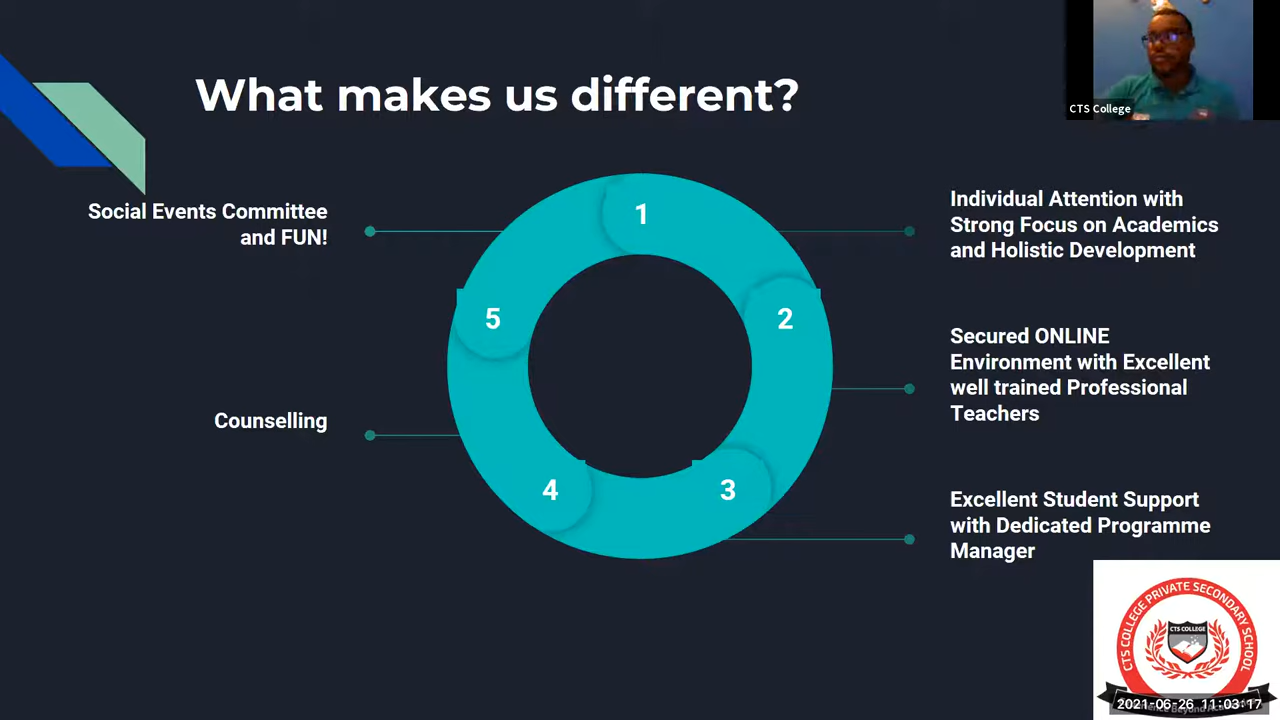 What makes us different?
CTS College
Social Events Committee
and FUN!
1
Individual Attention with
Strong Focus on Academics
and Holistic Development
5
2
Secured ONLINE
Environment with Excellent
well trained Professional
Teachers
Counselling
4
3
Excellent Student Support
with Dedicated Programme
Manager
CTS COLLEGE PRIVATE SECONDARY SCHOOL
CTS COLLEGE
2021-06-26 11:03:17